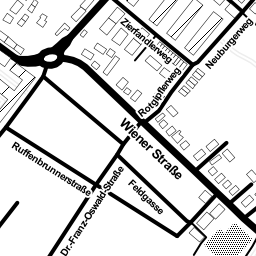 Zierfandlerweg
Neuburgerweg
Rotgipflerweg
Wiener Straße
Ruffenbrunnerstraße
Dr.-Franz-Oswald-Straße
Feldgasse